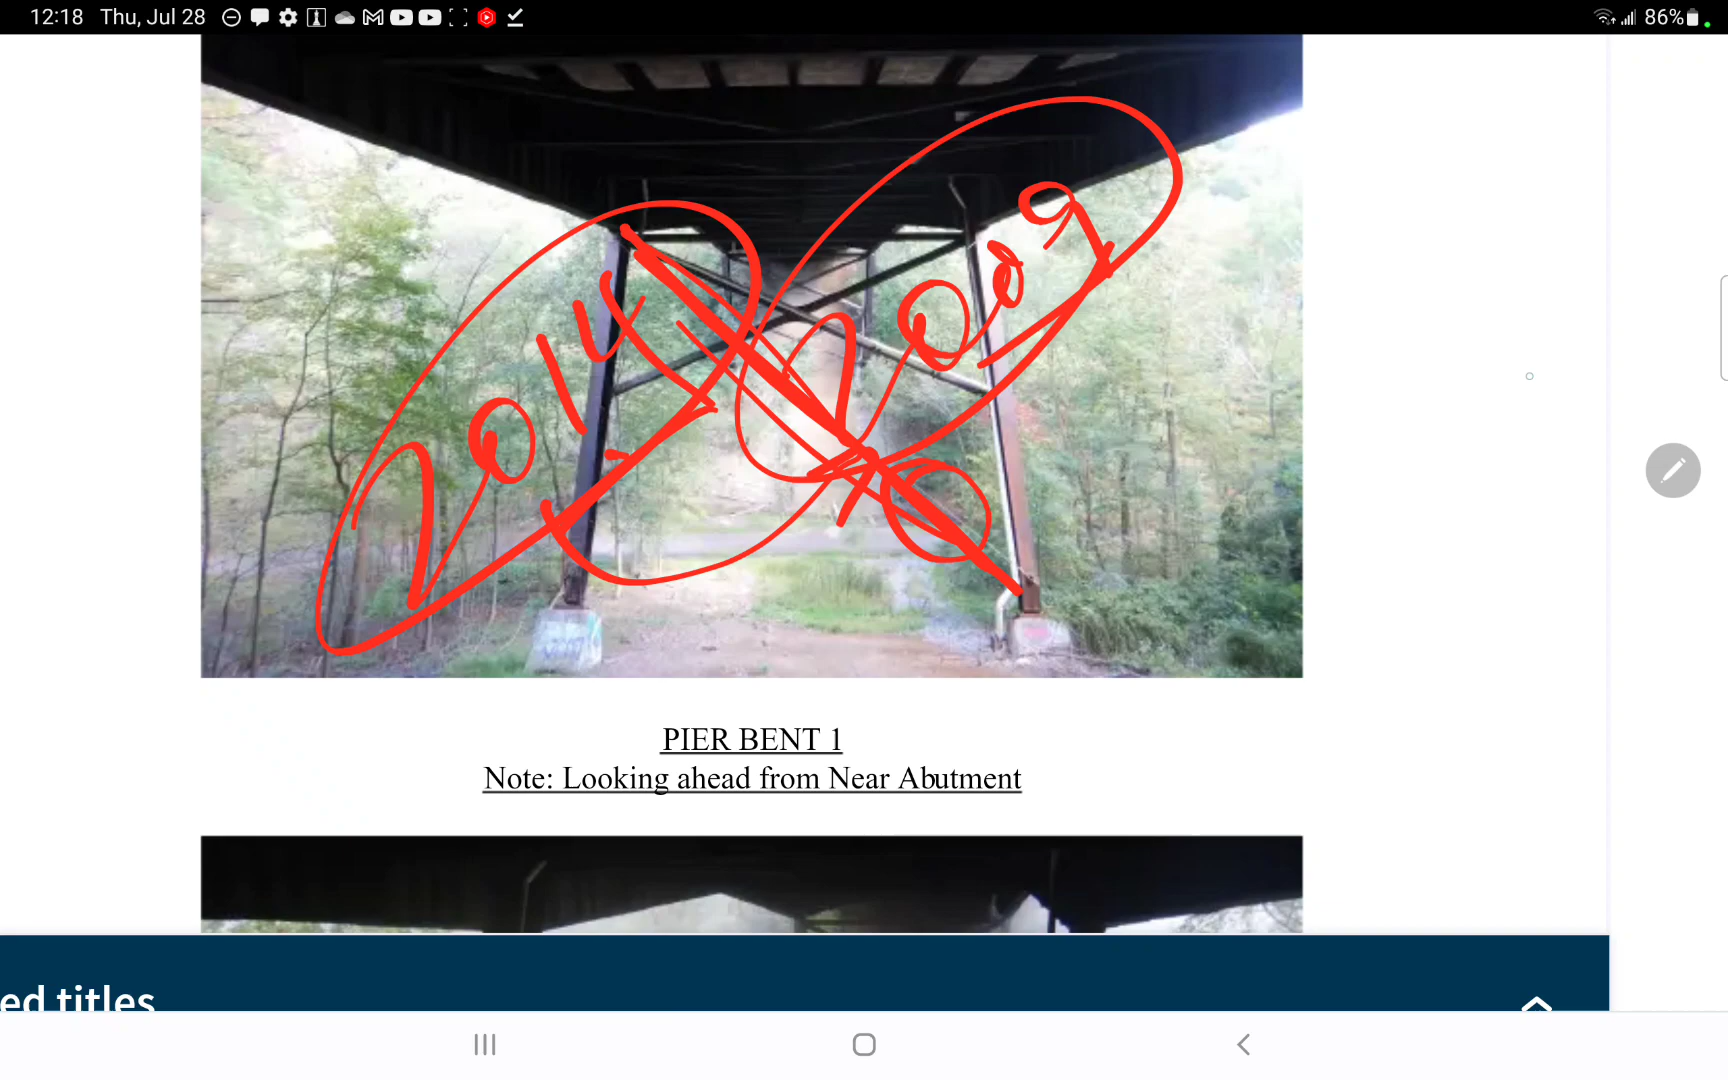 12:18 Thu, Jul 28 86%
2014
2009
PIER BENT 1
Note: Looking ahead from Near Abutment
ed titles